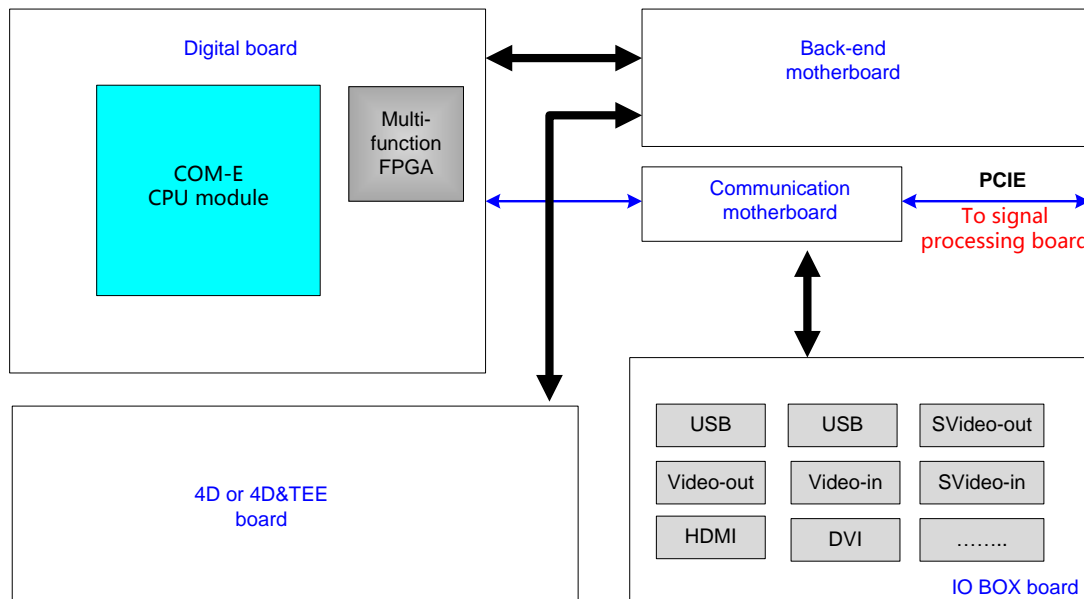 Digital board
COM-E
CPU module
Multi-
function
FPGA
Back-end
motherboard
Communication
motherboard
PCIE
To signal
processing board
4D or 4D&TEE
board
USB
USB
SVideo-out
Video-out
Video-in
SVideo-in
HDMI
DVI
……..
IO BOX board